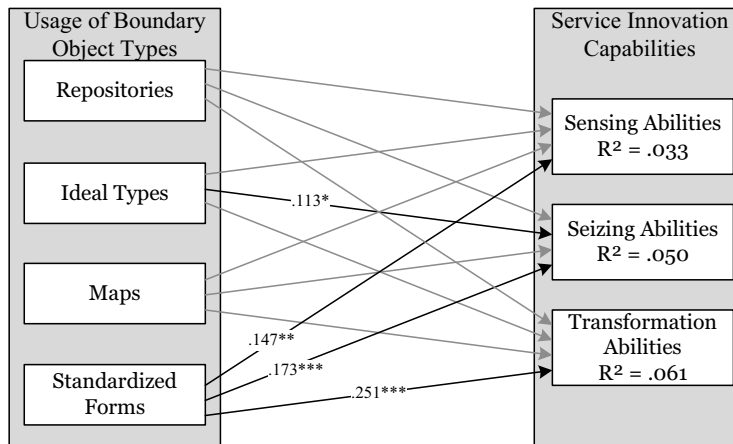 Usage of Boundary
Object Types
Repositories
Ideal Types
Maps
Standardized
Forms
.113*
.147**
.173***
.251***
Service Innovation
Capabilities
Sensing Abilities
R² = .033
Seizing Abilities
R² = .050
Transformation
Abilities
R² = .061